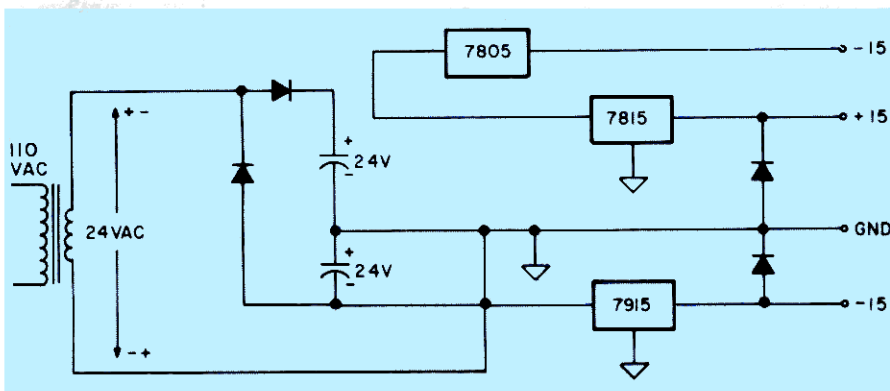 7805
-15
7815
+15
+-
110
VAC
+
24V
-
24VAC
GND
+
24V
-
7915
-15
-+